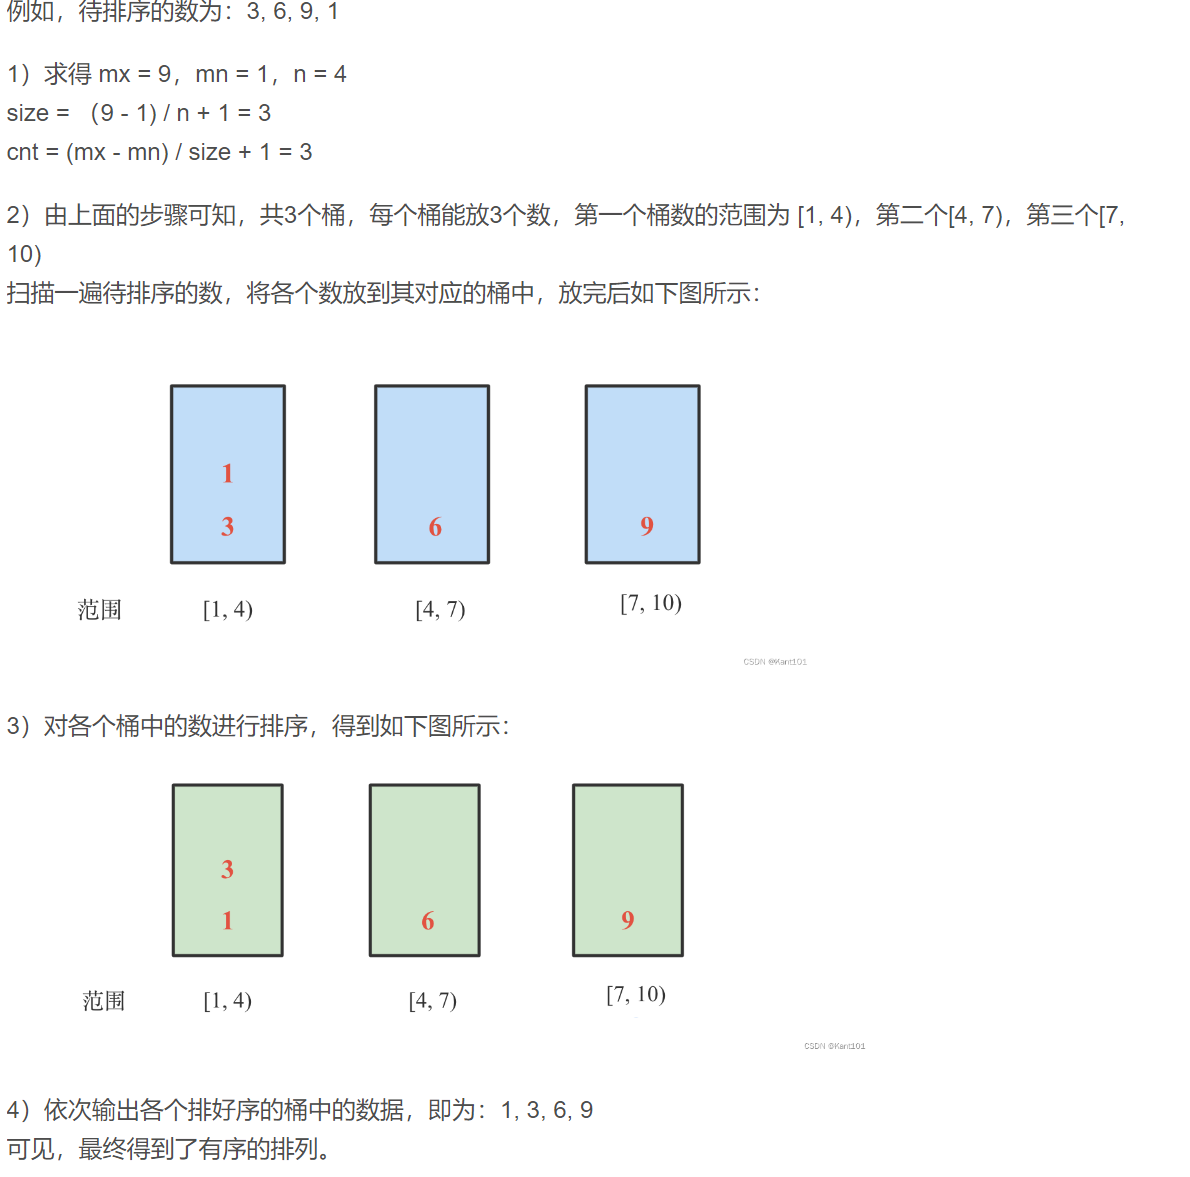 例如，待排序的数为：3, 6, 9, 1
1）求得 mx = 9，mn = 1，n = 4
size = （9 - 1) / n + 1 = 3
cnt = (mx - mn) / size + 1 = 3
2）由上面的步骤可知，共3个桶，每个桶能放3个数，第一个桶数的范围为 [1, 4)，第二个[4, 7)，第三个[7,
10)
扫描一遍待排序的数，将各个数放到其对应的桶中，放完后如下图所示：
1
3 6 9
范围 [1, 4) [4, 7) [7, 10)
CSDN @Kant101
3）对各个桶中的数进行排序，得到如下图所示：
3
1 6 9
范围 [1, 4) [4, 7) [7, 10)
CSDN @Kant101
4）依次输出各个排好序的桶中的数据，即为：1, 3, 6, 9
可见，最终得到了有序的排列。